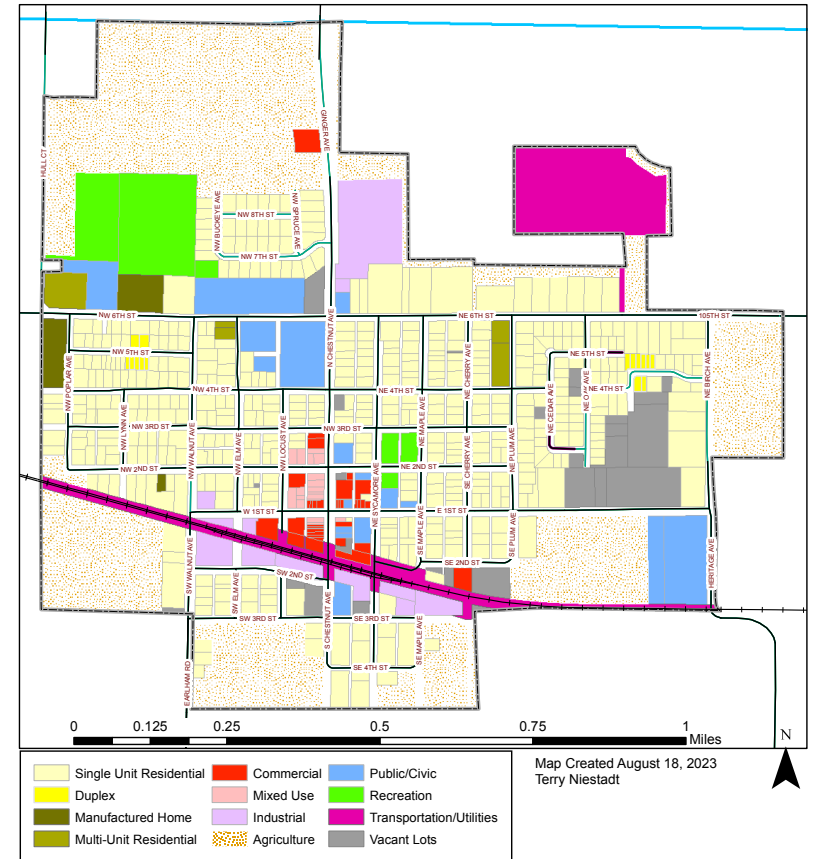 HULL CT
GINGER AVE
NW BUCKEYE AVE
NW SPRUCE AVE
NW 8TH ST
NW 7TH ST
NW 6TH ST
N CHESTNUT AVE
NE 6TH ST
105TH ST
NW POPLAR AVE
NW 5TH ST
NE CHERRY AVE
NE 5TH ST
NE BIRCH AVE
NW 4TH ST
NE 4TH ST
NE CEDAR AVE
NE OAK AVE
NE 4TH ST
NW LYNN AVE
NW 3RD ST
NW WALNUT AVE
NW ELM AVE
NW LOCUST AVE
NW 3RD ST
NE MAPLE AVE
NE PLUM AVE
NW 2ND ST
NE SYCAMORE AVE
NE 2ND ST
SE CHERRY AVE
W 1ST ST
E 1ST ST
SE MAPLE AVE
SE PLUM AVE
SW WALNUT AVE
SW ELM AVE
SW 2ND ST
SE 2ND ST
HERITAGE AVE
S CHESTNUT AVE
SW 3RD ST
SE 3RD ST
SE MAPLE AVE
SE 4TH ST
EARLHAM RD
0 0.125 0.25 0.5 0.75 1
Miles
N
Single Unit Residential
Duplex
Manufactured Home
Multi-Unit Residential
Commercial
Mixed Use
Industrial
Agriculture
Public/Civic
Recreation
Transportation/Utilities
Vacant Lots
Map Created August 18, 2023
Terry Niestadt